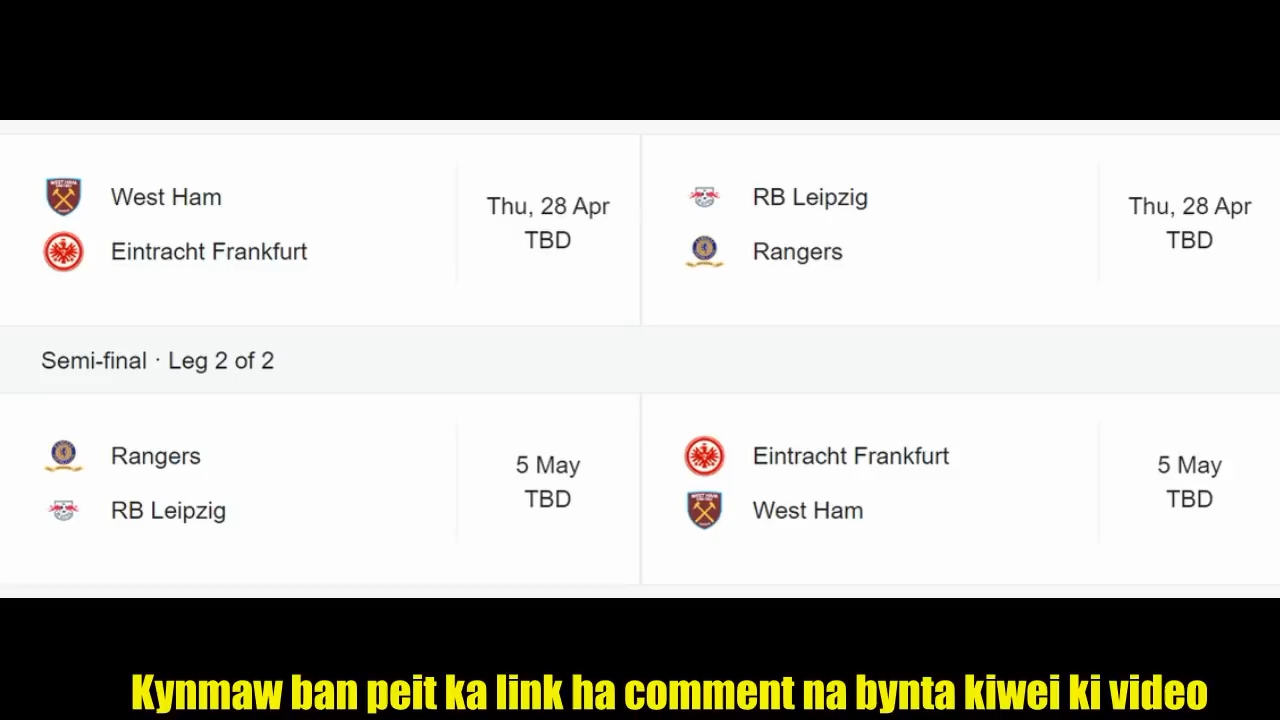 West Ham
Eintracht Frankfurt
Thu, 28 Apr
TBD
RB Leipzig
Rangers
Thu, 28 Apr
TBD
Semi-final · Leg 2 of 2
Rangers
RB Leipzig
5 May
TBD
Eintracht Frankfurt
West Ham
5 May
TBD
Kynmaw ban peit ka link ha comment na bynta kiwei ki video